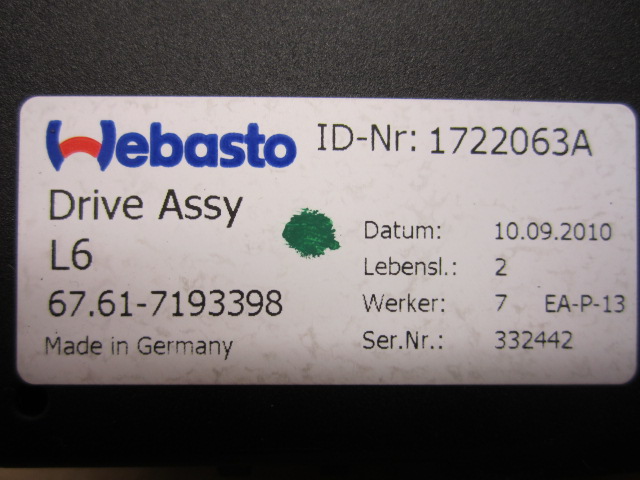 Webasto ID-Nr: 1722063A
Drive Assy
L6
67.61-7193398
Made in Germany
Datum: 10.09.2010
Lebensl.: 2
Werker: 7 EA-P-13
Ser.Nr.: 332442